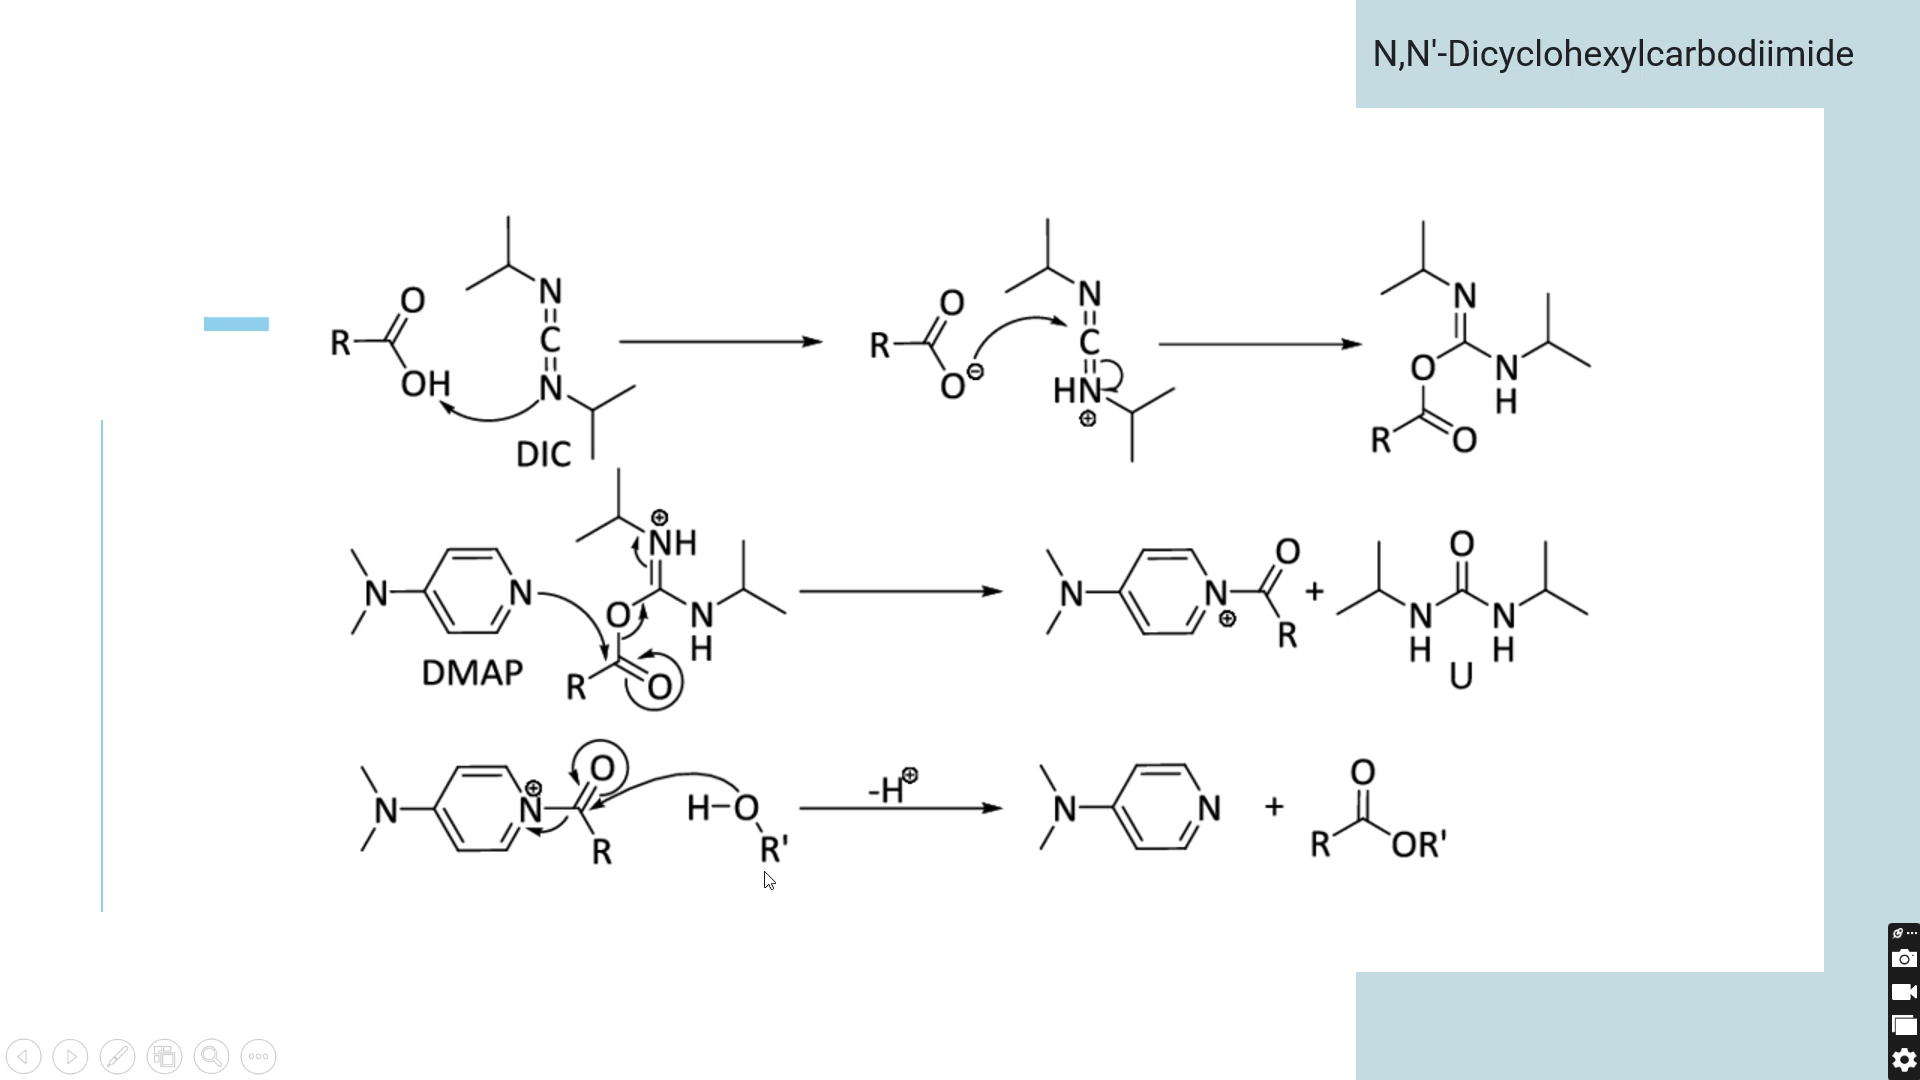 N,N'-Dicyclohexylcarbodiimide
R O OH N C N DIC
R O⊖ N C HN ⊕
N O N H R O
N N DMAP ⊕ NH O N H R O
N N ⊕ O R + O N H N H U
N N ⊕ O R H-O R' -H⊕ N N + O R OR'